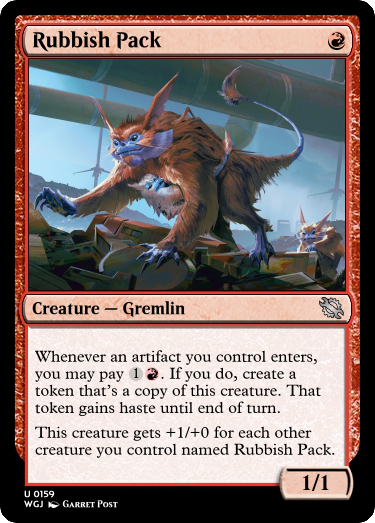 Rubbish Pack
Creature — Gremlin
Whenever an artifact you control enters,
you may pay 1 . If you do, create a
token that's a copy of this creature. That
token gains haste until end of turn.
This creature gets +1/+0 for each other
creature you control named Rubbish Pack.
1/1
U 0159
WGJ Garret Post